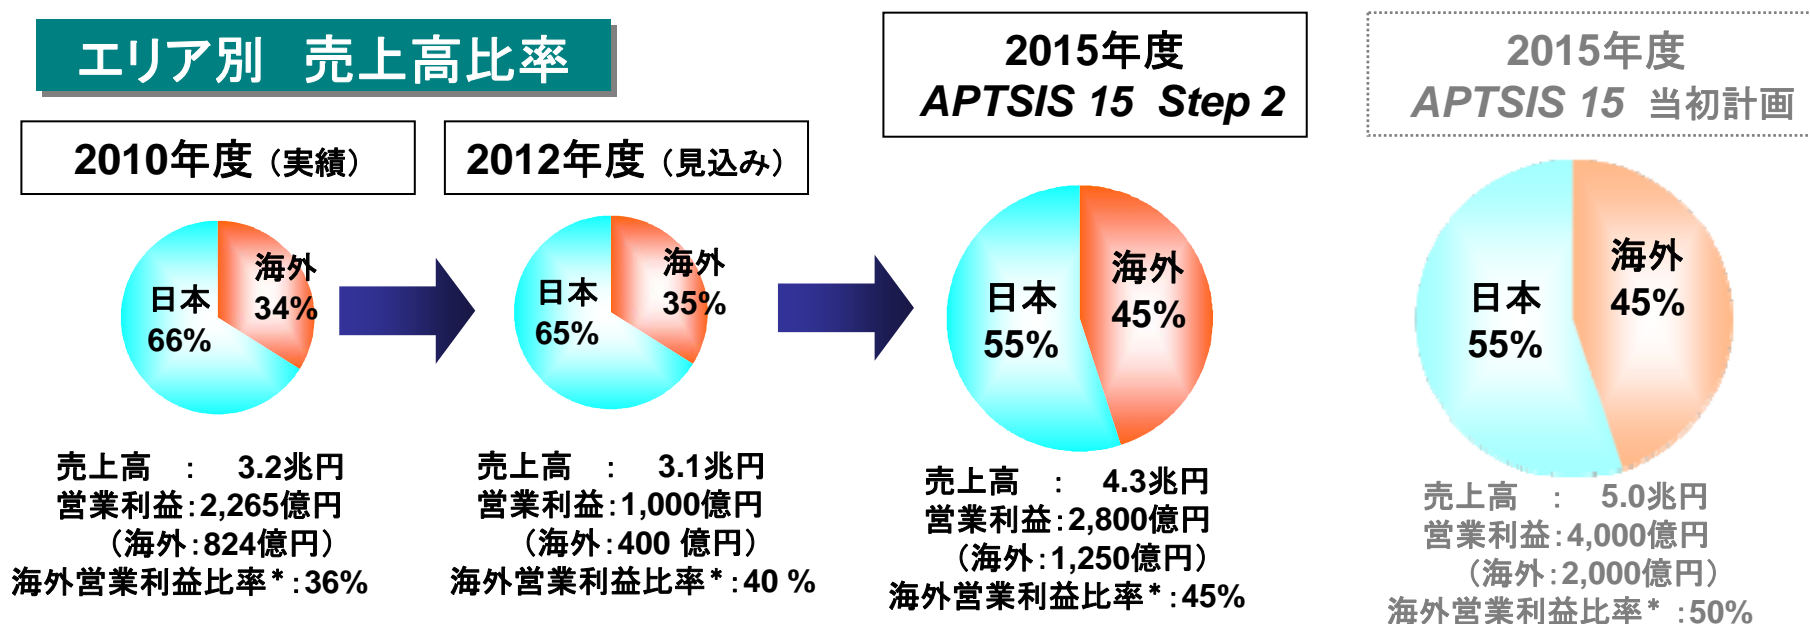 エリア別　売上高比率
2010年度（実績）
日本
66%
海外
34%
売上高　：　3.2兆円
営業利益：2,265億円
（海外：824億円）
海外営業利益比率*：36%
2012年度（見込み）
日本
65%
海外
35%
売上高　：　3.1兆円
営業利益：1,000億円
（海外：400 億円）
海外営業利益比率*：40 %
2015年度
APTSIS 15 Step 2
日本
55%
海外
45%
売上高　：　4.3兆円
営業利益：2,800億円
（海外：1,250億円）
海外営業利益比率*：45%
2015年度
APTSIS 15 当初計画
日本
55%
海外
45%
売上高　：　5.0兆円
営業利益：4,000億円
（海外：2,000億円）
海外営業利益比率* ：50%